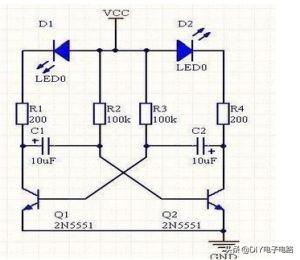 VCC
D1
D2
LED0
LED0
R1
200
R2
100k
R3
100k
R4
200
C1
+
10uF
C2
+
10uF
Q1
2N5551
Q2
2N5551
GND
头条@DIY电子电路